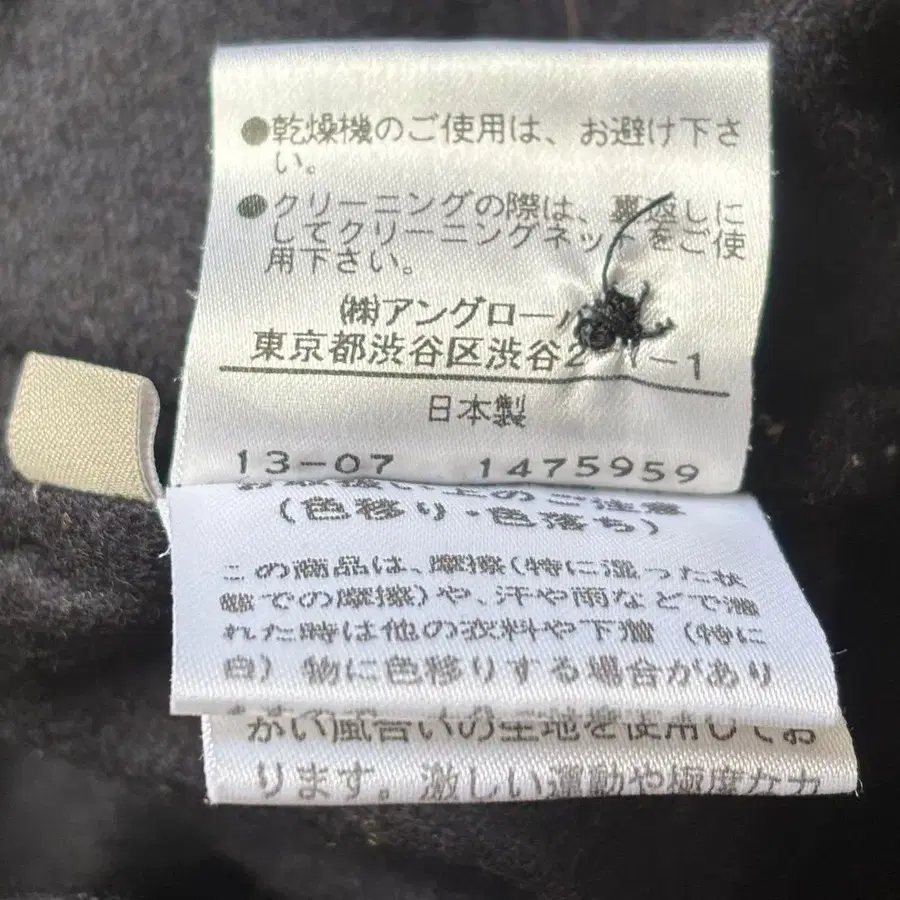 ●乾燥機のご使用は、お避け下さ
い。
●クリーニングの際は、裏返しに
してクリーニングネットをご使
用下さい。
㈱アングロー
東京都渋谷区渋谷2 -1
日本製
13-07 1475959
上のご注意
(色移り・色落ち)
この商品は、摩擦(特に湿った状
態での摩擦)や、汗や雨などで濡
れた時は他の衣料や下着(特に
白)物に色移りする場合があり
かい風合いの生地を使用してお
ります。激しい運動や極度な力